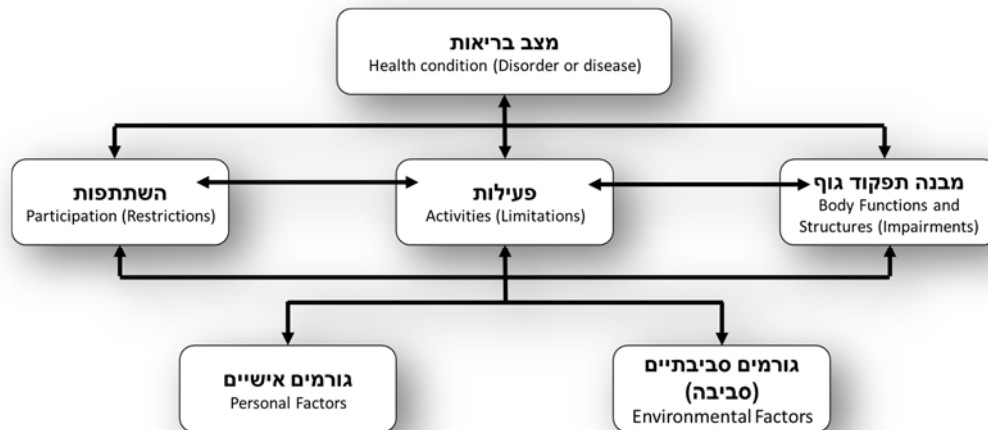 מצב בריאות
Health condition (Disorder or disease)
השתתפות
Participation (Restrictions)
פעילות
Activities (Limitations)
מבנה תפקוד גוף
Body Functions and
Structures (Impairments)
גורמים אישיים
Personal Factors
גורמים סביבתיים
(סביבה)
Environmental Factors